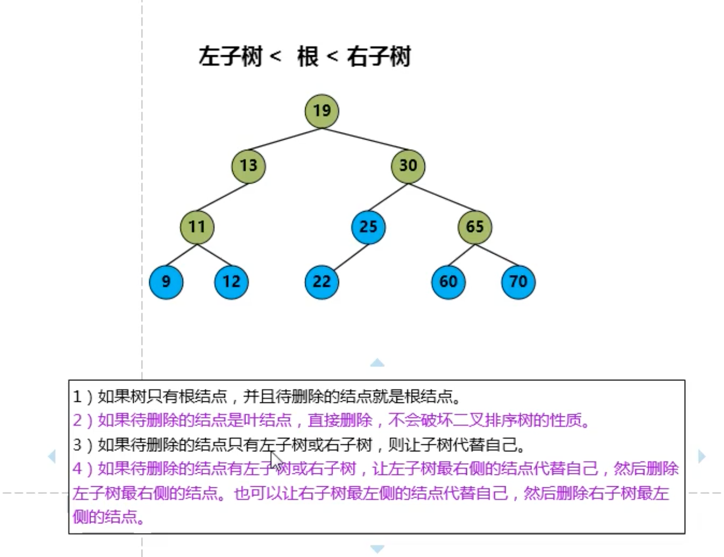 左子树 < 根 < 右子树
19
13
30
11
25
65
9
12
22
60
70
1）如果树只有根结点，并且待删除的结点就是根结点。
2）如果待删除的结点是叶结点，直接删除，不会破坏二叉排序树的性质。
3）如果待删除的结点只有左子树或右子树，则让子树代替自己。
4）如果待删除的结点有左子树或右子树，让左子树最右侧的结点代替自己，然后删除
左子树最右侧的结点。也可以让右子树最左侧的结点代替自己，然后删除右子树最左
侧的结点。